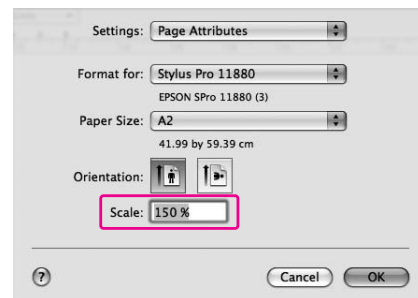 Settings: Page Attributes
Format for: Stylus Pro 11880
EPSON SPro 11880 (3)
Paper Size: A2
41.99 by 59.39 cm
Orientation:
Scale: 150 %
? Cancel OK